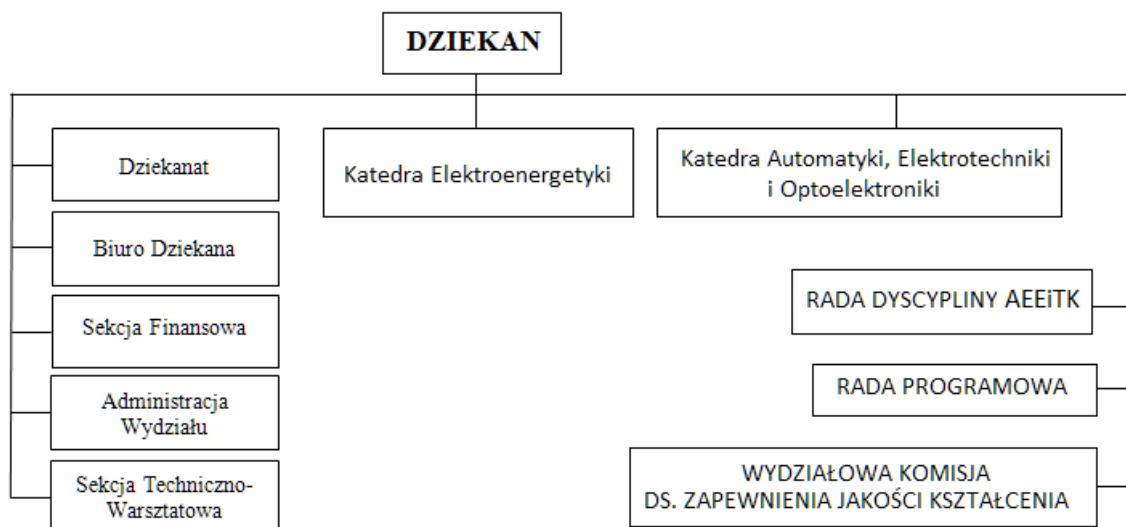 DZIEKAN
Dziekanat
Biuro Dziekana
Sekcja Finansowa
Administracja
Wydziału
Sekcja Techniczno-
Warsztatowa
Katedra Elektroenergetyki
Katedra Automatyki, Elektrotechniki
i Optoelektroniki
RADA DYSCYPLINY AEEiTK
RADA PROGRAMOWA
WYDZIAŁOWA KOMISJA
DS. ZAPEWNIENIA JAKOŚCI KSZTAŁCENIA